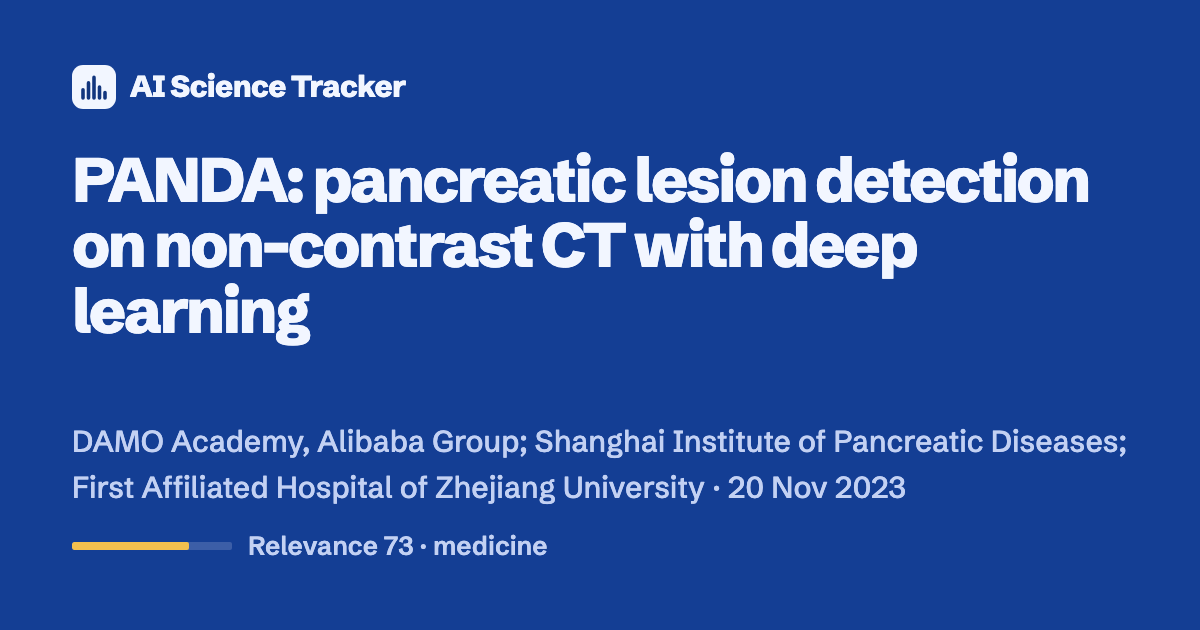 AI Science Tracker
PANDA: pancreatic lesion detection
on non-contrast CT with deep
learning
DAMO Academy, Alibaba Group; Shanghai Institute of Pancreatic Diseases;
First Affiliated Hospital of Zhejiang University · 20 Nov 2023
Relevance 73 · medicine